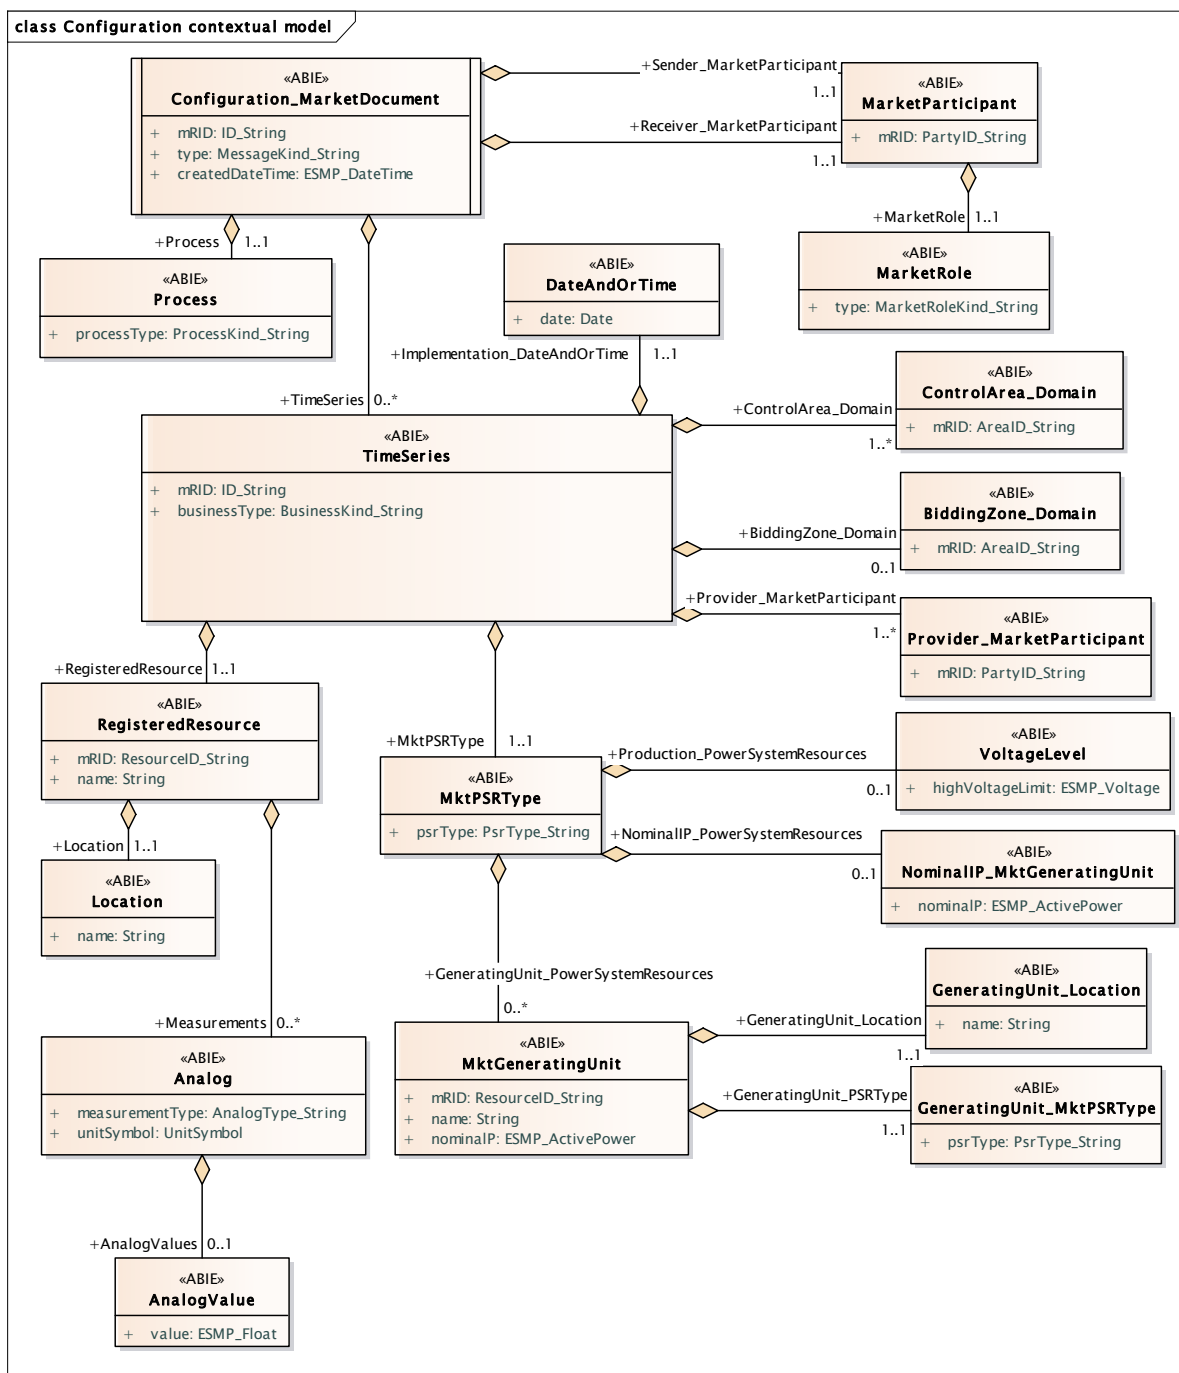 class Configuration contextual model
«ABIE»
Configuration_MarketDocument
+ mRID: ID_String
+ type: MessageKind_String
+ createdDateTime: ESMP_DateTime
+Sender_MarketParticipant
1..1
+Receiver_MarketParticipant
1..1
«ABIE»
MarketParticipant
+ mRID: PartyID_String
+MarketRole 1..1
«ABIE»
MarketRole
+ type: MarketRoleKind_String
+Process 1..1
«ABIE»
Process
+ processType: ProcessKind_String
«ABIE»
DateAndOrTime
+ date: Date
+Implementation_DateAndOrTime 1..1
+TimeSeries 0..*
«ABIE»
TimeSeries
+ mRID: ID_String
+ businessType: BusinessKind_String
+ControlArea_Domain
1..*
«ABIE»
ControlArea_Domain
+ mRID: AreaID_String
+BiddingZone_Domain
0..1
«ABIE»
BiddingZone_Domain
+ mRID: AreaID_String
+Provider_MarketParticipant
1..*
«ABIE»
Provider_MarketParticipant
+ mRID: PartyID_String
+RegisteredResource 1..1
«ABIE»
RegisteredResource
+ mRID: ResourceID_String
+ name: String
+MktPSRType 1..1
«ABIE»
MktPSRType
+ psrType: PsrType_String
+Production_PowerSystemResources
0..1
«ABIE»
VoltageLevel
+ highVoltageLimit: ESMP_Voltage
+NominalIP_PowerSystemResources
0..1
«ABIE»
NominalIP_MktGeneratingUnit
+ nominalP: ESMP_ActivePower
+Location 1..1
«ABIE»
Location
+ name: String
+GeneratingUnit_PowerSystemResources
0..*
«ABIE»
MktGeneratingUnit
+ mRID: ResourceID_String
+ name: String
+ nominalP: ESMP_ActivePower
+GeneratingUnit_Location
1..1
«ABIE»
GeneratingUnit_Location
+ name: String
+GeneratingUnit_PSRType
1..1
«ABIE»
GeneratingUnit_MktPSRType
+ psrType: PsrType_String
+Measurements 0..*
«ABIE»
Analog
+ measurementType: AnalogType_String
+ unitSymbol: UnitSymbol
+AnalogValues 0..1
«ABIE»
AnalogValue
+ value: ESMP_Float